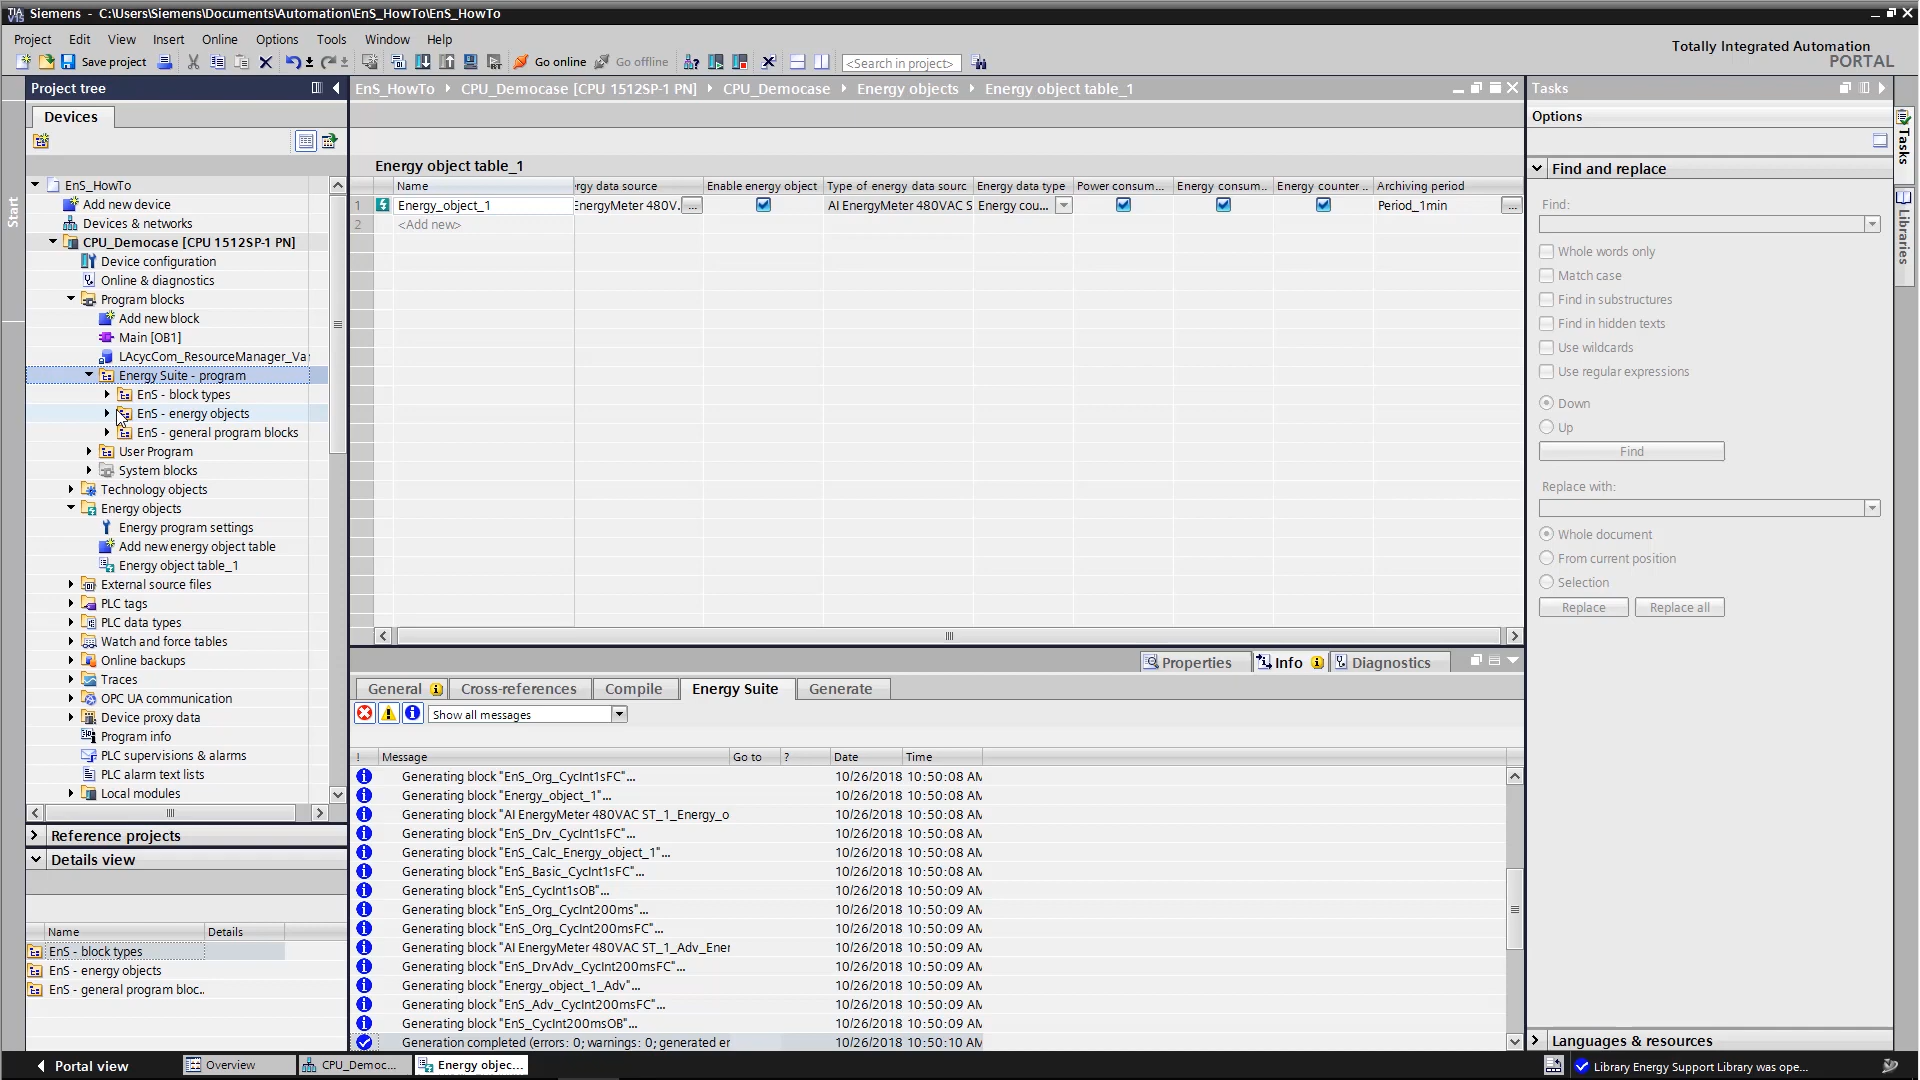 Siemens - C:\Users\Siemens\Documents\Automation\EnS_HowTo\EnS_HowTo
Project Edit View Insert Online Options Tools Window Help
Totally Integrated Automation
PORTAL
Save project
Go online
Go offline
<Search in project>
Project tree
Devices
Start
EnS_HowTo
Add new device
Devices & networks
CPU_Democase [CPU 1512SP-1 PN]
Device configuration
Online & diagnostics
Program blocks
Add new block
Main [OB1]
LAcycCom_ResourceManager_Var
Energy Suite - program
EnS - block types
EnS - energy objects
EnS - general program blocks
User Program
System blocks
Technology objects
Energy objects
Energy program settings
Add new energy object table
Energy object table_1
External source files
PLC tags
PLC data types
Watch and force tables
Online backups
Traces
OPC UA communication
Device proxy data
Program info
PLC supervisions & alarms
PLC alarm text lists
Local modules
Reference projects
Details view
Name Details
EnS - block types
EnS - energy objects
EnS - general program bloc..
EnS_HowTo CPU_Democase [CPU 1512SP-1 PN] CPU_Democase Energy objects Energy object table_1
Energy object table_1
Name rgy data source Enable energy object Type of energy data sourc Energy data type Power consum... Energy consum.. Energy counter .. Archiving period
1 Energy_object_1 EnergyMeter 480V. ... AI EnergyMeter 480VAC S Energy cou... Period_1min ...
2 <Add new>
Properties Info Diagnostics
General Cross-references Compile Energy Suite Generate
Show all messages
! Message Go to ? Date Time
Generating block "EnS_Org_CycInt1sFC"... 10/26/2018 10:50:08 AM
Generating block "Energy_object_1"... 10/26/2018 10:50:08 AM
Generating block "AI EnergyMeter 480VAC ST_1_Energy_o 10/26/2018 10:50:08 AM
Generating block "EnS_Drv_CycInt1sFC"... 10/26/2018 10:50:08 AM
Generating block "EnS_Calc_Energy_object_1"... 10/26/2018 10:50:08 AM
Generating block "EnS_Basic_CycInt1sFC"... 10/26/2018 10:50:08 AM
Generating block "EnS_CycInt1sOB"... 10/26/2018 10:50:09 AM
Generating block "EnS_Org_CycInt200ms"... 10/26/2018 10:50:09 AM
Generating block "EnS_Org_CycInt200msFC"... 10/26/2018 10:50:09 AM
Generating block "AI EnergyMeter 480VAC ST_1_Adv_Ener 10/26/2018 10:50:09 AM
Generating block "EnS_DrvAdv_CycInt200msFC"... 10/26/2018 10:50:09 AM
Generating block "Energy_object_1_Adv"... 10/26/2018 10:50:09 AM
Generating block "EnS_Adv_CycInt200msFC"... 10/26/2018 10:50:09 AM
Generating block "EnS_CycInt200msOB"... 10/26/2018 10:50:09 AM
Generation completed (errors: 0; warnings: 0; generated er 10/26/2018 10:50:10 AM
Tasks
Options
Find and replace
Find:
Whole words only
Match case
Find in substructures
Find in hidden texts
Use wildcards
Use regular expressions
Down
Up
Find
Replace with:
Whole document
From current position
Selection
Replace Replace all
Languages & resources
Tasks
Libraries
Portal view Overview CPU_Democ... Energy objec... Library Energy Support Library was ope...